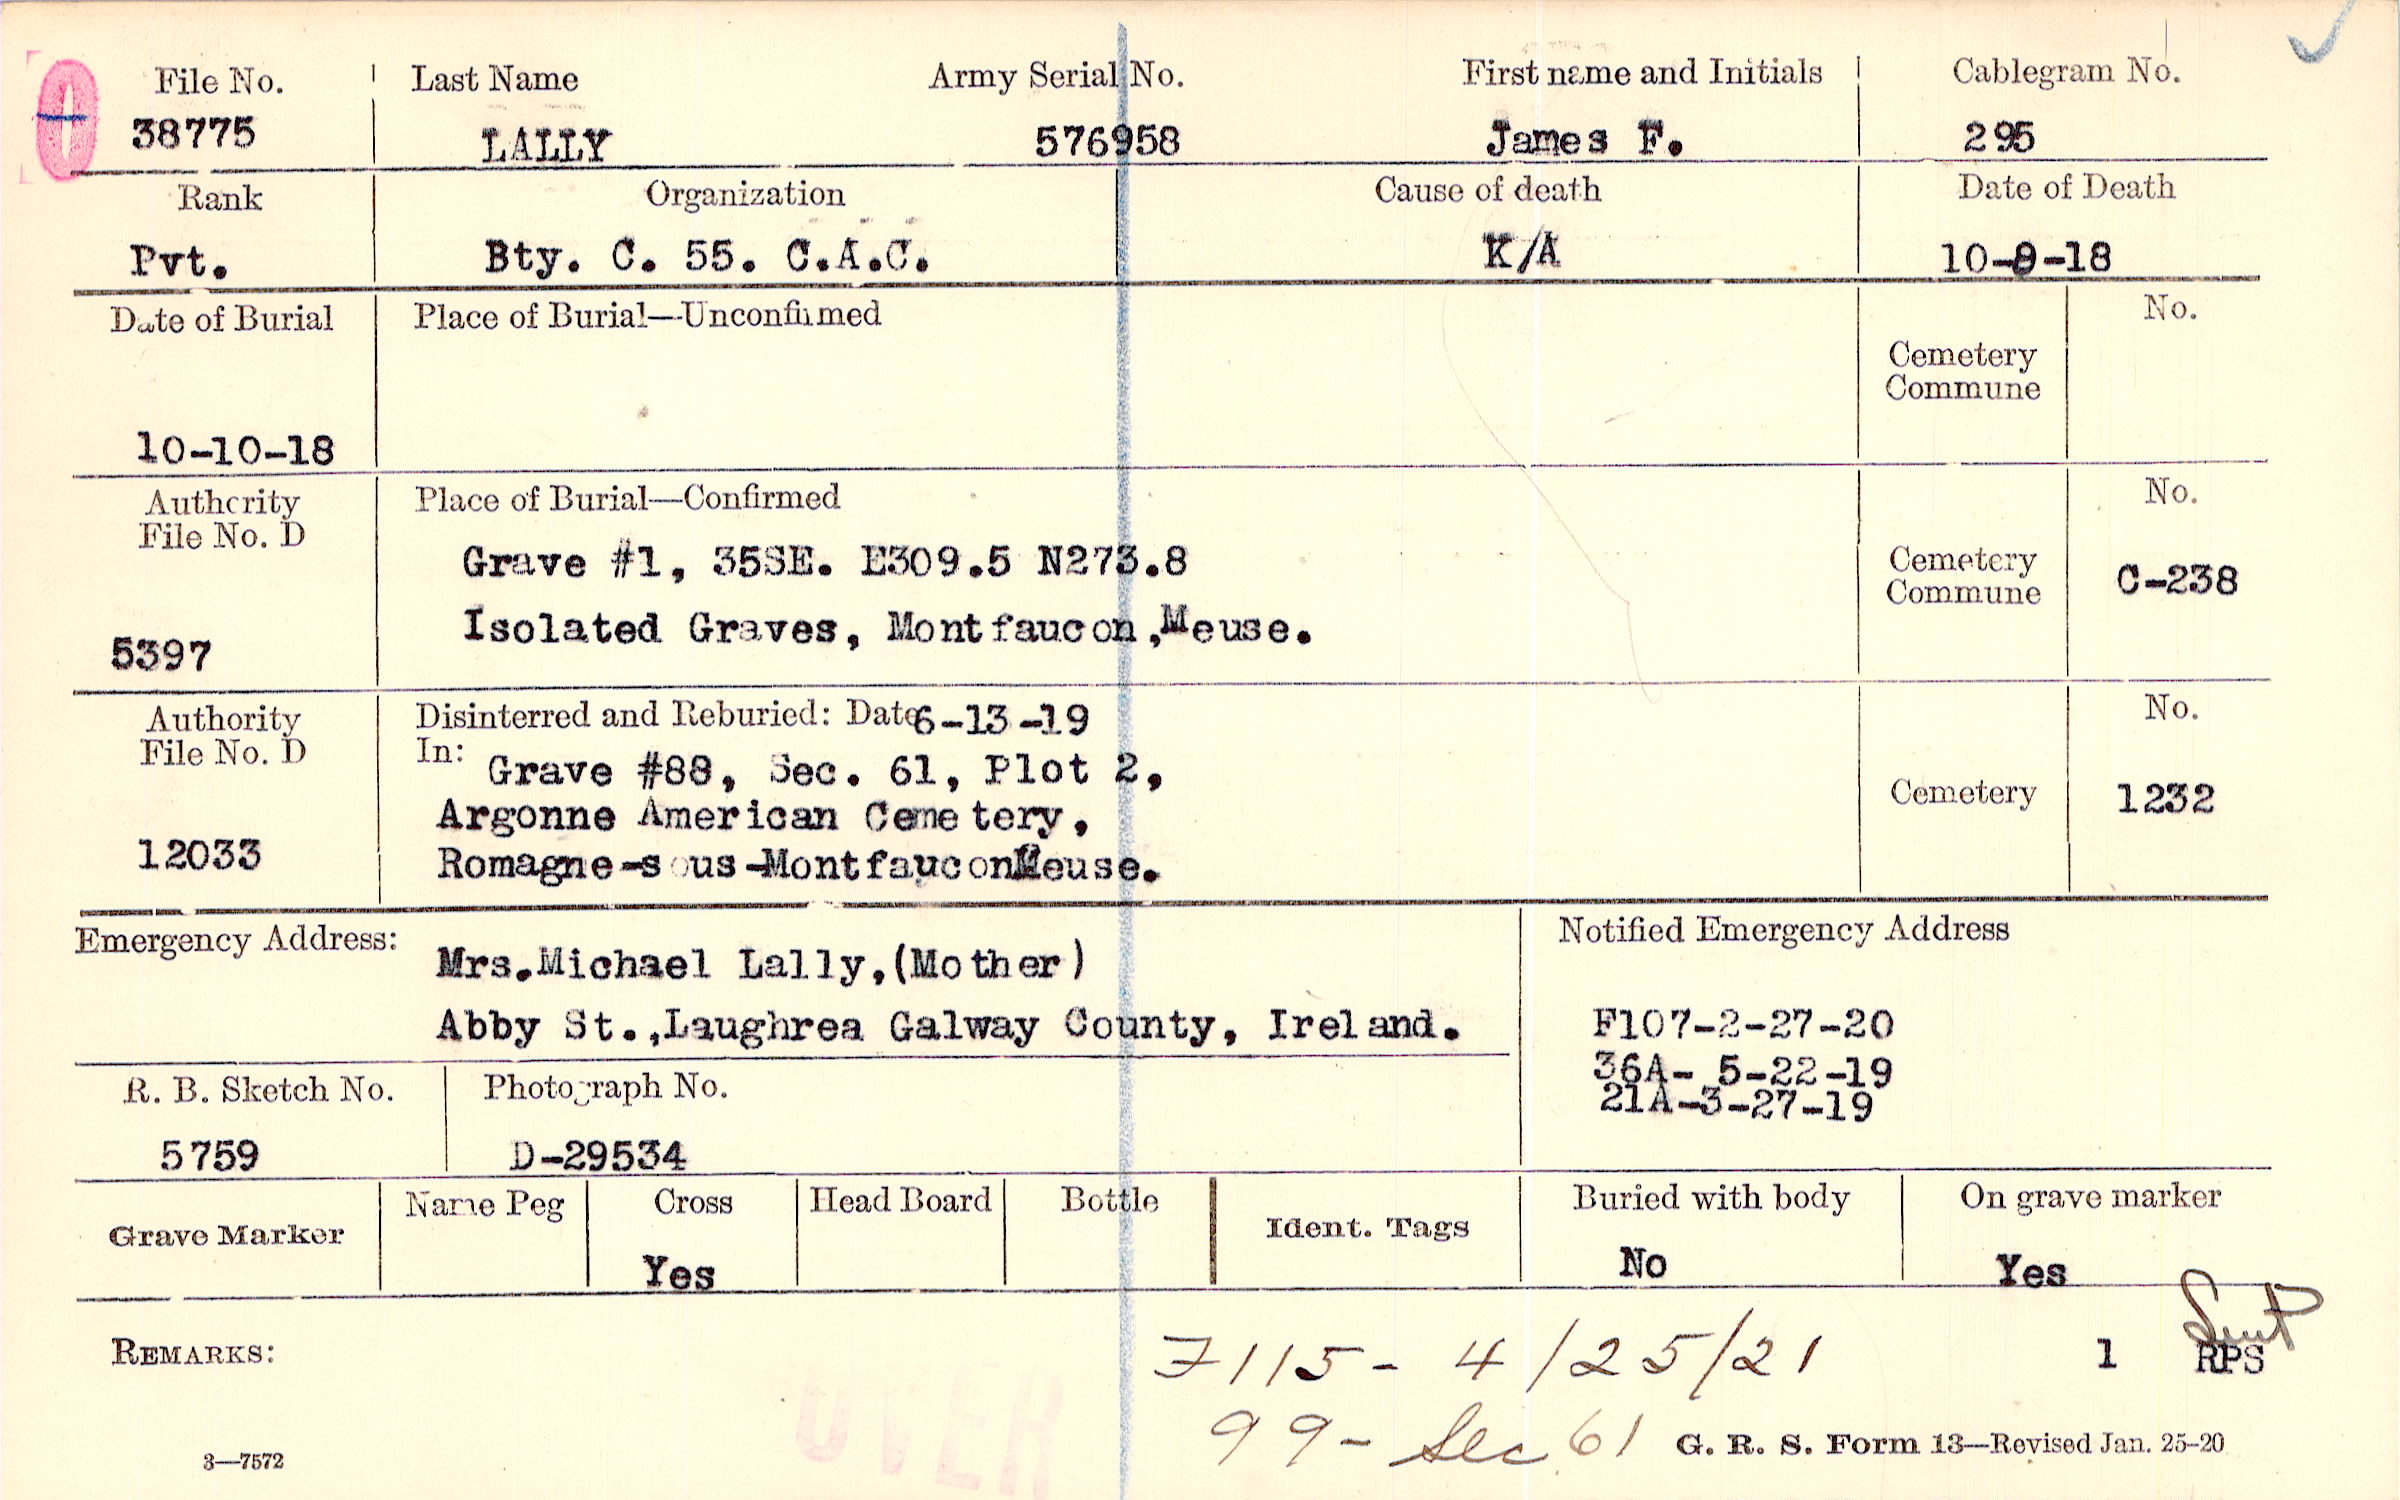 File No. Last Name Army Serial No. First name and Initials Cablegram No.
38775 LALLY 576958 James F. 295
Rank Organization Cause of death Date of Death
Pvt. Bty. C. 55. C.A.C. K/A 10-9-18
Date of Burial Place of Burial—Unconfirmed No.
Cemetery
Commune
10-10-18
Authority Place of Burial—Confirmed No.
File No. D
Grave #1, 35SE. E309.5 N273.8 Cemetery
Commune C-238
Isolated Graves, Montfaucon,Meuse.
5397
Authority Disinterred and Reburied: Date 6-13-19 No.
File No. D In: Grave #88, Sec. 61, Plot 2,
Cemetery 1232
Argonne American Cemetery,
12033 Romagne-sous-Montfaucon Meuse.
Emergency Address: Notified Emergency Address
Mrs.Michael Lally,(Mother)
Abby St.,Laughrea Galway County, Ireland. F107-2-27-20
36A- 5-22-19
21A-3-27-19
R. B. Sketch No. Photograph No.
5759 D-29534
Grave Marker Name Peg Cross Head Board Bottle Ident. Tags Buried with body On grave marker
Yes No Yes
REMARKS: 7115- 4/25/21 1 RPS
99- Sec 61
OVER
3—7572 G. R. S. Form 13—Revised Jan. 25-20